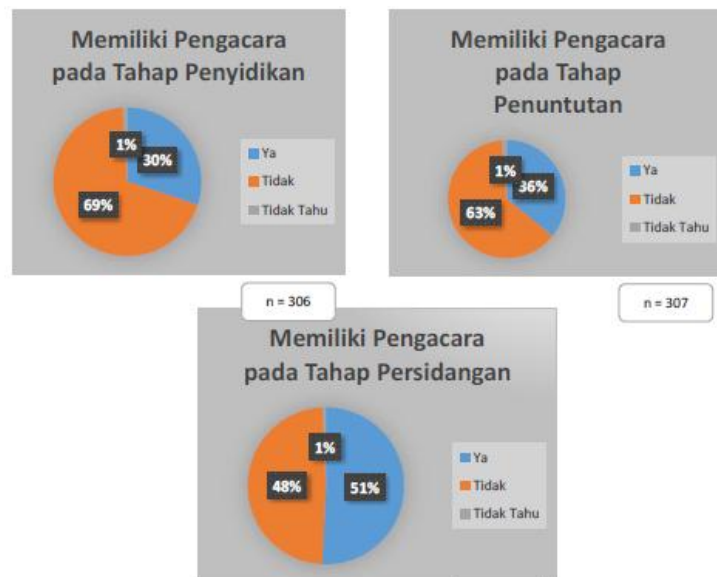 Memiliki Pengacara
pada Tahap Penyidikan
1%
30%
69%
Ya
Tidak
Tidak Tahu
n = 306
Memiliki Pengacara
pada Tahap
Penuntutan
1%
36%
63%
Ya
Tidak
Tidak Tahu
n = 307
Memiliki Pengacara
pada Tahap Persidangan
1%
48%
51%
Ya
Tidak
Tidak Tahu